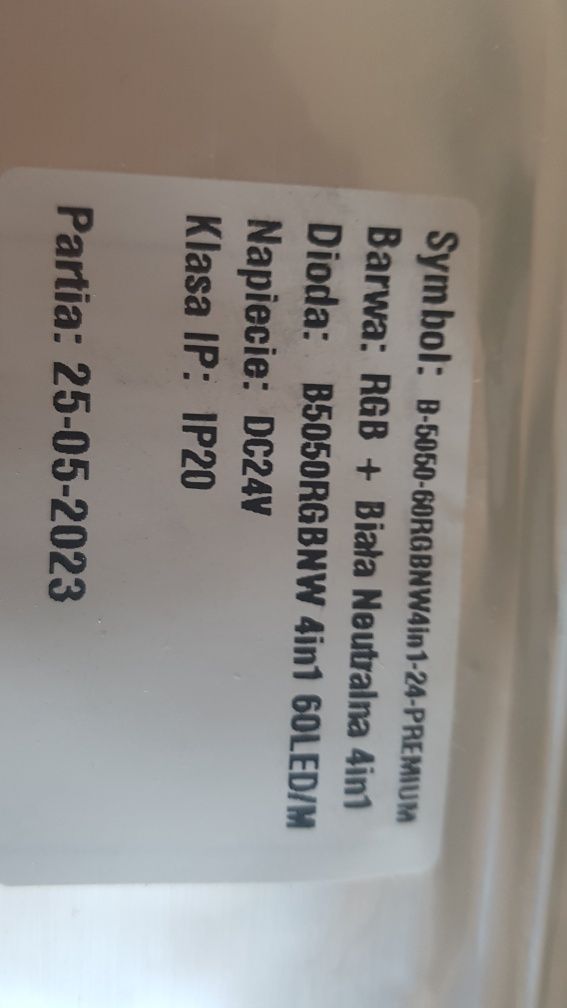 Symbol: B-5050-60RGBNW4in1-24-PREMIUM
Barwa: RGB + Biała Neutralna 4in1
Dioda: B5050RGBNW 4in1 60LED/M
Napiecie: DC24V
Klasa IP: IP20
Partia: 25-05-2023